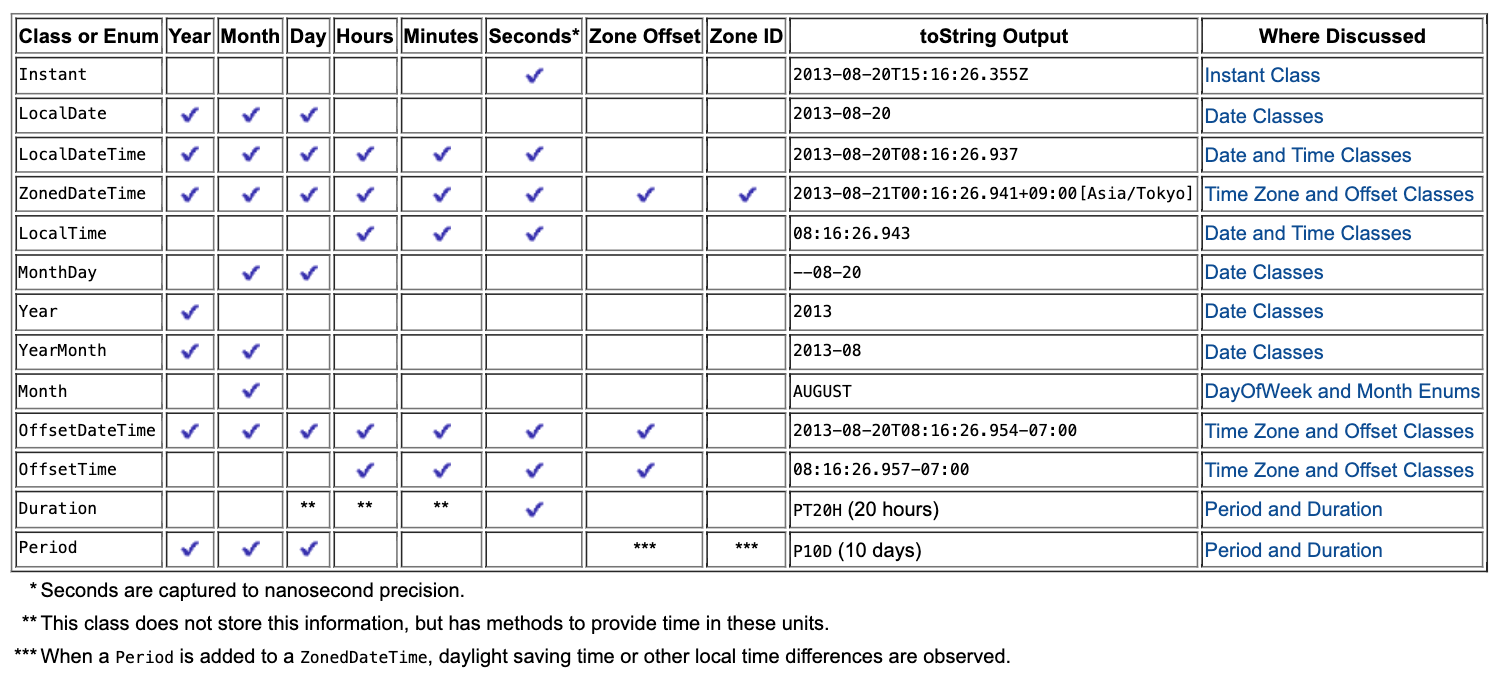 Class or Enum Year Month Day Hours Minutes Seconds* Zone Offset Zone ID toString Output Where Discussed
Instant ✓ 2013-08-20T15:16:26.355Z Instant Class
LocalDate ✓ ✓ ✓ 2013-08-20 Date Classes
LocalDateTime ✓ ✓ ✓ ✓ ✓ ✓ 2013-08-20T08:16:26.937 Date and Time Classes
ZonedDateTime ✓ ✓ ✓ ✓ ✓ ✓ ✓ ✓ 2013-08-21T00:16:26.941+09:00[Asia/Tokyo] Time Zone and Offset Classes
LocalTime ✓ ✓ ✓ 08:16:26.943 Date and Time Classes
MonthDay ✓ ✓ --08-20 Date Classes
Year ✓ 2013 Date Classes
YearMonth ✓ ✓ 2013-08 Date Classes
Month ✓ AUGUST DayOfWeek and Month Enums
OffsetDateTime ✓ ✓ ✓ ✓ ✓ ✓ ✓ 2013-08-20T08:16:26.954-07:00 Time Zone and Offset Classes
OffsetTime ✓ ✓ ✓ ✓ 08:16:26.957-07:00 Time Zone and Offset Classes
Duration ** ** ** ✓ PT20H (20 hours) Period and Duration
Period ✓ ✓ ✓ *** *** P10D (10 days) Period and Duration
* Seconds are captured to nanosecond precision.
** This class does not store this information, but has methods to provide time in these units.
*** When a Period is added to a ZonedDateTime, daylight saving time or other local time differences are observed.